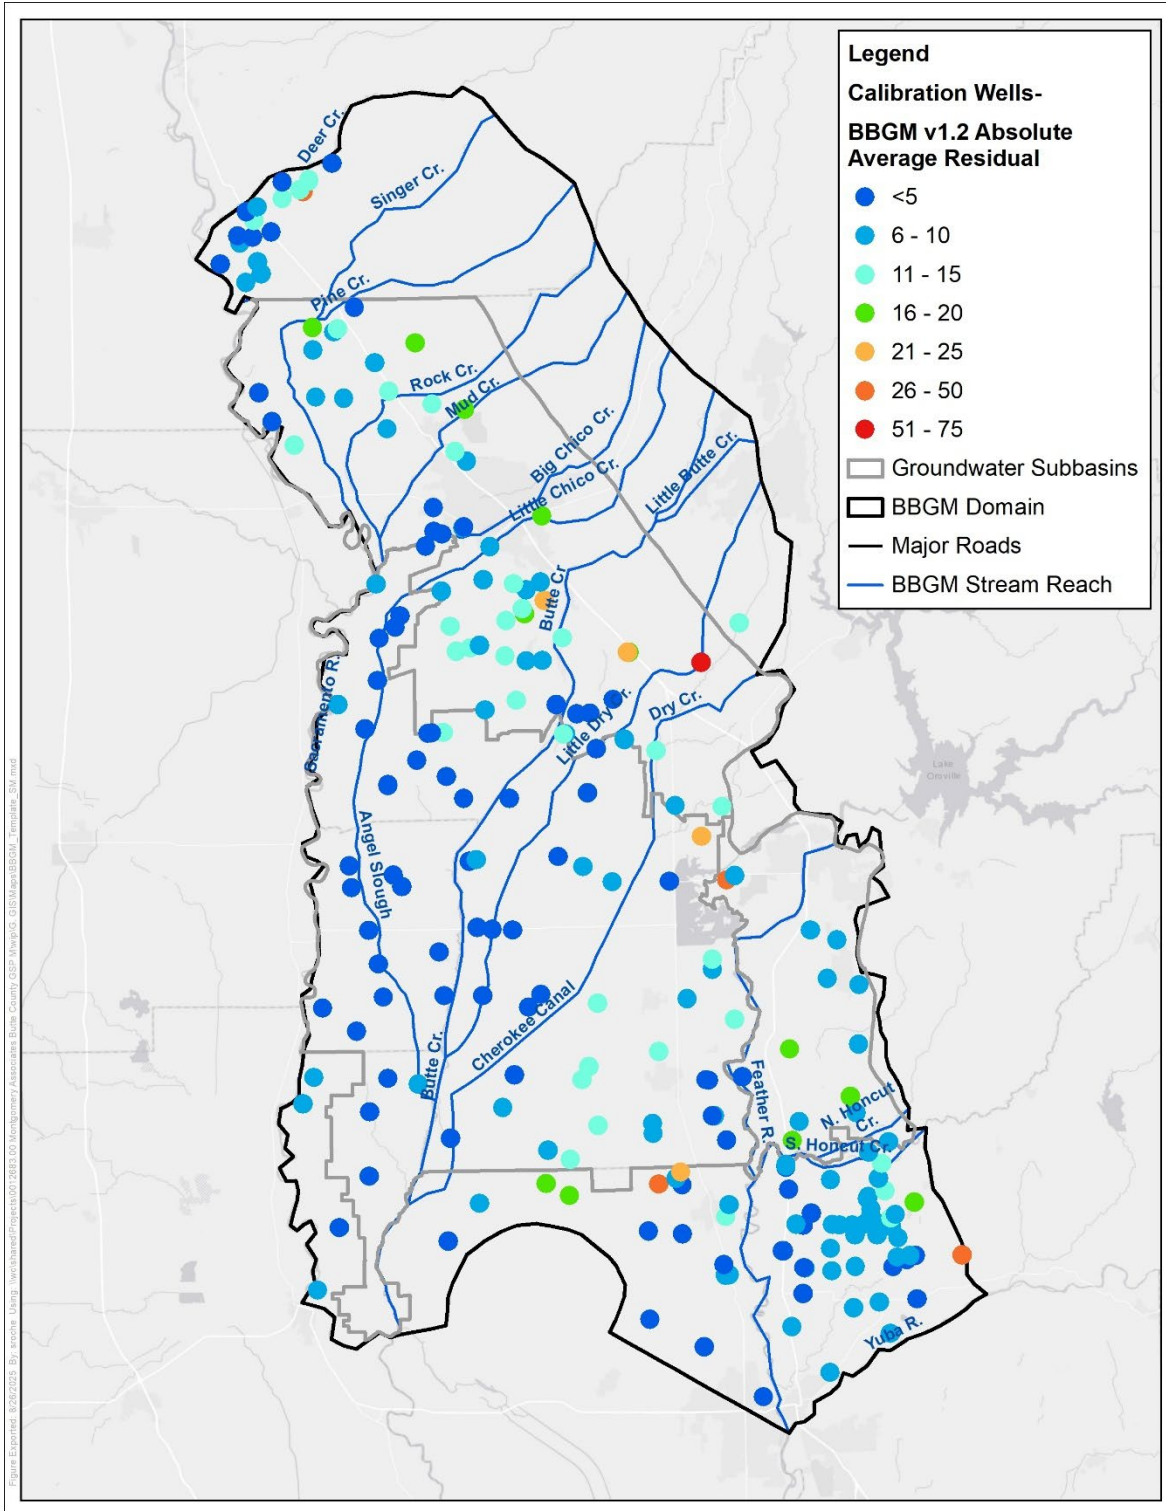 Legend
Calibration Wells-
BBGM v1.2 Absolute
Average Residual
<5
6 - 10
11 - 15
16 - 20
21 - 25
26 - 50
51 - 75
Groundwater Subbasins
BBGM Domain
Major Roads
BBGM Stream Reach
Deer Cr.
Singer Cr.
Pine Cr.
Rock Cr.
Mud Cr.
Big Chico Cr.
Little Chico Cr.
Little Butte Cr.
Butte Cr
Sacramento R.
Little Dry Cr.
Dry Cr.
Lake
Oroville
Angel Slough
Cherokee Canal
Butte Cr.
Feather R.
N. Honcut
Cr.
S. Honcut Cr.
Yuba R.